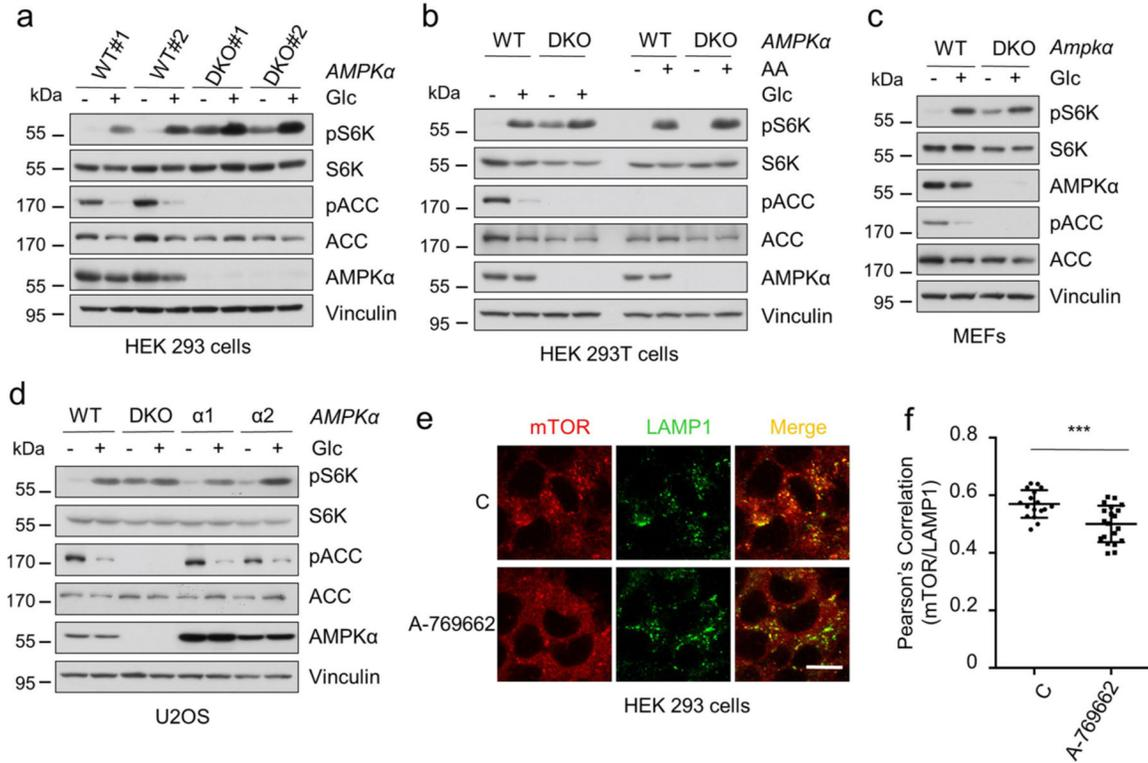 a
WT#1 WT#2 DKO#1 DKO#2 AMPKα
kDa - + - + - + - + Glc
55 pS6K
55 S6K
170 pACC
170 ACC
55 AMPKα
95 Vinculin
HEK 293 cells
b
WT DKO WT DKO AMPKα
- + - + AA
kDa - + - + Glc
55 pS6K
55 S6K
170 pACC
170 ACC
55 AMPKα
95 Vinculin
HEK 293T cells
c
WT DKO Ampkα
kDa - + - + Glc
55 pS6K
55 S6K
55 AMPKα
170 pACC
170 ACC
95 Vinculin
MEFs
d
WT DKO α1 α2 AMPKα
kDa - + - + - + - + Glc
55 pS6K
55 S6K
170 pACC
170 ACC
55 AMPKα
95 Vinculin
U2OS
e
mTOR LAMP1 Merge
C
A-769662
HEK 293 cells
f
Pearson's Correlation
(mTOR/LAMP1)
0.8
0.6
0.4
0.2
0
***
C
A-769662